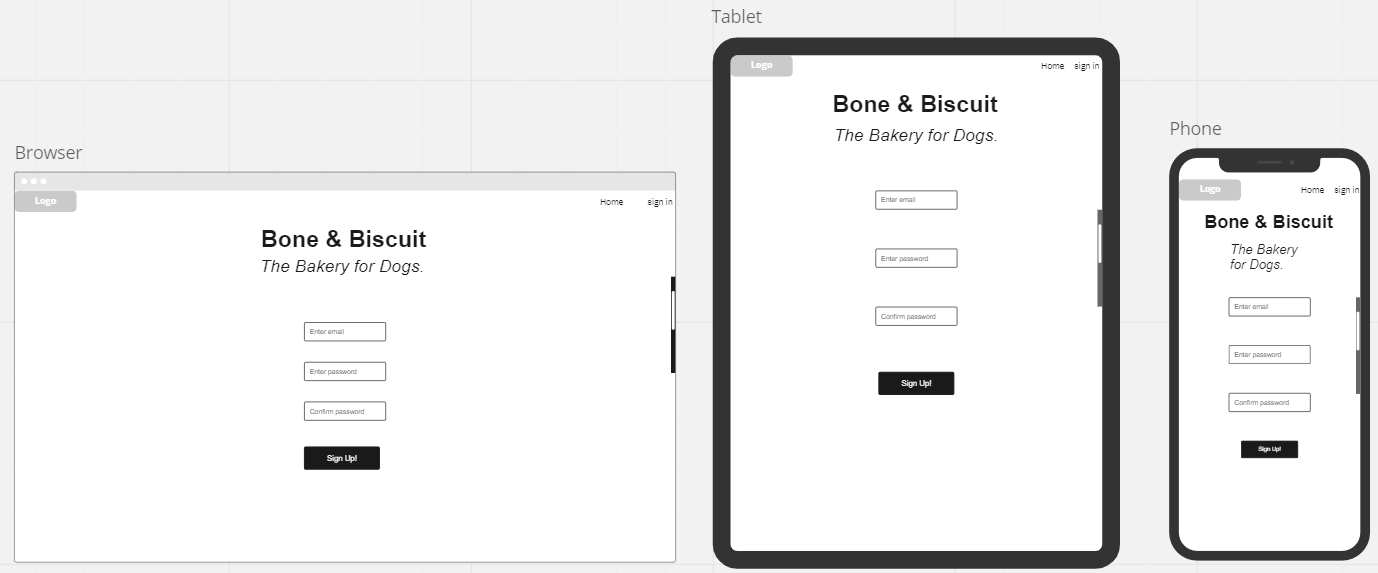 Browser
Logo
Home sign in
Bone & Biscuit
The Bakery for Dogs.
Enter email
Enter password
Confirm password
Sign Up!
Tablet
Logo
Home sign in
Bone & Biscuit
The Bakery for Dogs.
Enter email
Enter password
Confirm password
Sign Up!
Phone
Logo
Home sign in
Bone & Biscuit
The Bakery
for Dogs.
Enter email
Enter password
Confirm password
Sign Up!